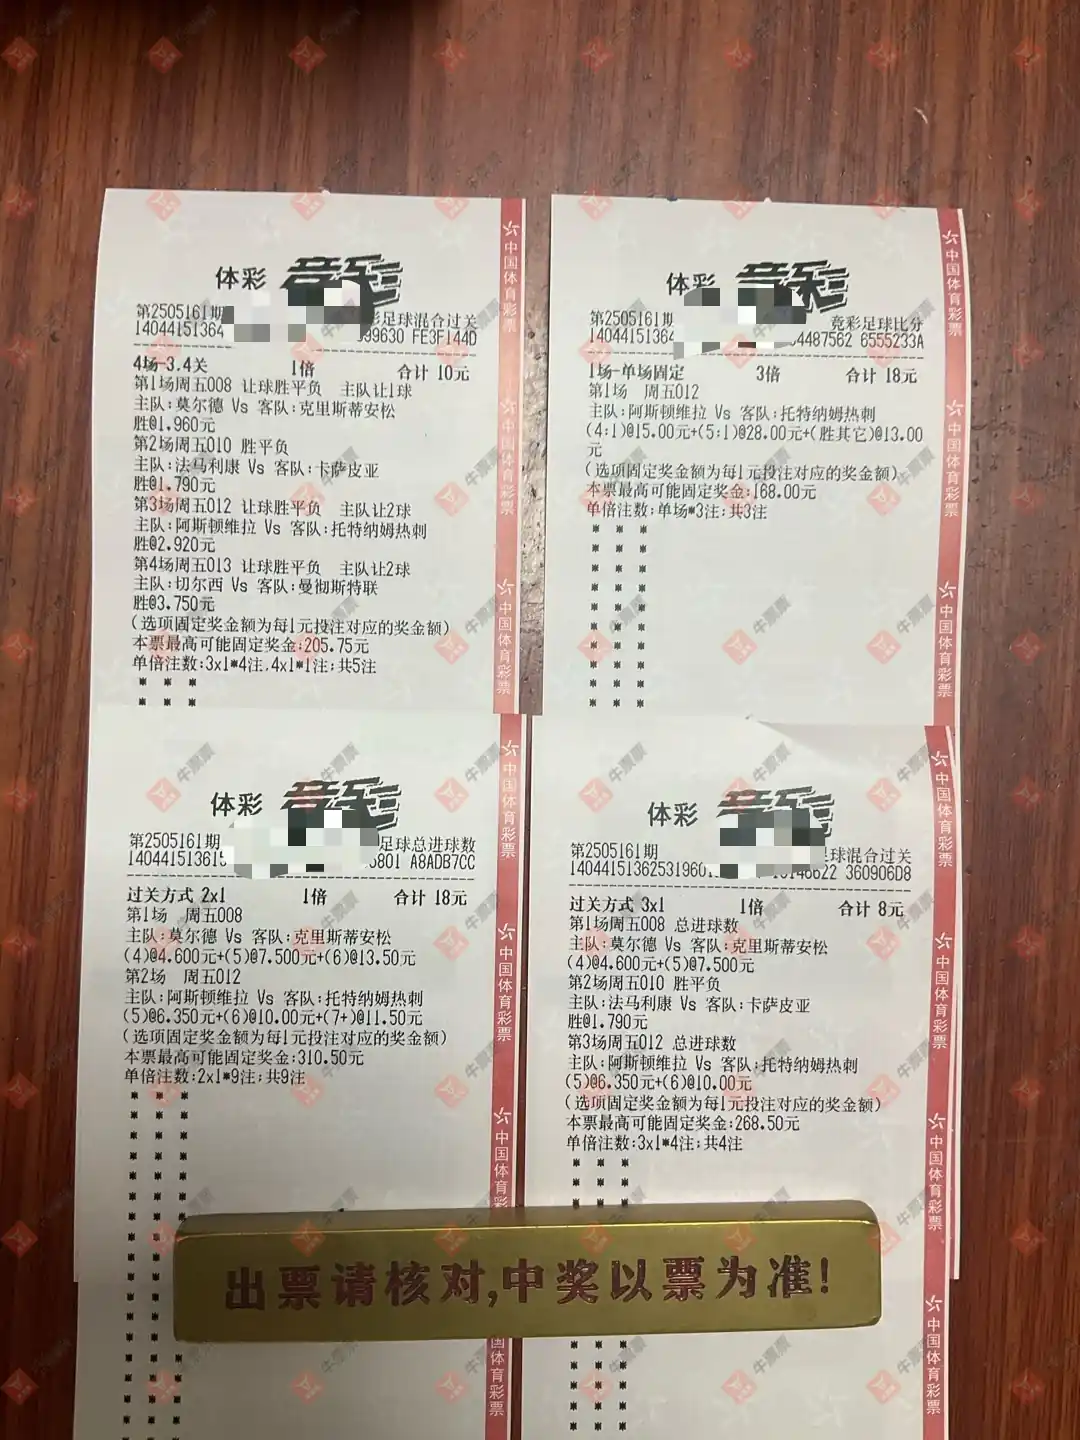 体彩 竞彩
第2505161期
14044151364
彩足球混合过关
399630 FE3F144D
4场-3.4关 1倍 合计 10元
第1场周五008 让球胜平负 主队让1球
主队:莫尔德 Vs 客队:克里斯蒂安松
胜@1.960元
第2场周五010 胜平负
主队:法马利康 Vs 客队:卡萨皮亚
胜@1.790元
第3场周五012 让球胜平负 主队让2球
主队:阿斯顿维拉 Vs 客队:托特纳姆热刺
胜@2.920元
第4场周五013 让球胜平负 主队让2球
主队:切尔西 Vs 客队:曼彻斯特联
胜@3.750元
(选项固定奖金额为每1元投注对应的奖金额)
本票最高可能固定奖金:205.75元
单倍注数:3x1*4注.4x1*1注;共5注
中国体育彩票
体彩 竞彩
第2505161期
14044151364
竞彩足球比分
04487562 6555233A
1场-单场固定 3倍 合计 18元
第1场 周五012
主队:阿斯顿维拉 Vs 客队:托特纳姆热刺
(4:1)@15.00元+(5:1)@28.00元+(胜其它)@13.00
元
(选项固定奖金额为每1元投注对应的奖金额)
本票最高可能固定奖金:168.00元
单倍注数:单场*3注;共3注
中国体育彩票
体彩 竞彩
第2505161期
140441513615
足球总进球数
6801 A8ADB7CC
过关方式 2x1 1倍 合计 18元
第1场 周五008
主队:莫尔德 Vs 客队:克里斯蒂安松
(4)@4.600元+(5)@7.500元+(6)@13.50元
第2场 周五012
主队:阿斯顿维拉 Vs 客队:托特纳姆热刺
(5)@6.350元+(6)@10.00元+(7+)@11.50元
(选项固定奖金额为每1元投注对应的奖金额)
本票最高可能固定奖金:310.50元
单倍注数:2x1*9注;共9注
中国体育彩票
体彩 竞彩
第2505161期
140441513625319601
球混合过关
146622 360906D8
过关方式 3x1 1倍 合计 8元
第1场周五008 总进球数
主队:莫尔德 Vs 客队:克里斯蒂安松
(4)@4.600元+(5)@7.500元
第2场周五010 胜平负
主队:法马利康 Vs 客队:卡萨皮亚
胜@1.790元
第3场周五012 总进球数
主队:阿斯顿维拉 Vs 客队:托特纳姆热刺
(5)@6.350元+(6)@10.00元
(选项固定奖金额为每1元投注对应的奖金额)
本票最高可能固定奖金:268.50元
单倍注数:3x1*4注;共4注
中国体育彩票
出票请核对,中奖以票为准!